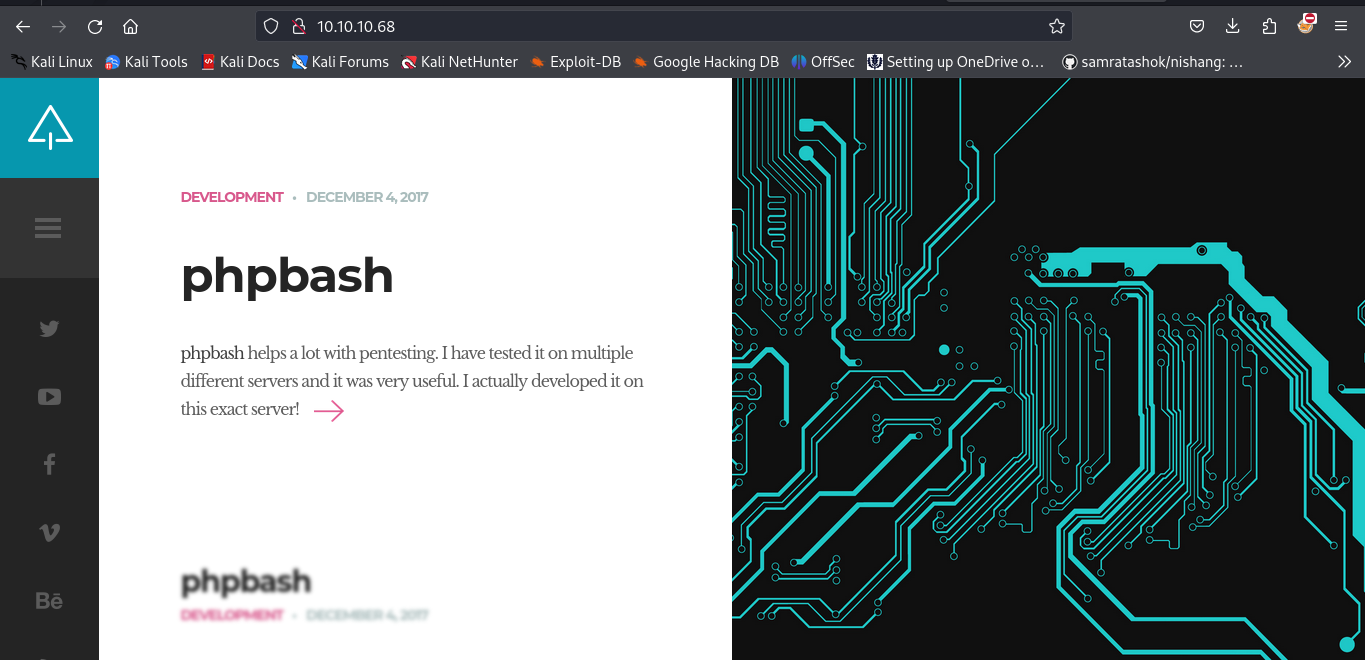 10.10.10.68
Kali Linux Kali Tools Kali Docs Kali Forums Kali NetHunter Exploit-DB Google Hacking DB OffSec Setting up OneDrive o… samratashok/nishang: …
DEVELOPMENT • DECEMBER 4, 2017
phpbash
phpbash helps a lot with pentesting. I have tested it on multiple
different servers and it was very useful. I actually developed it on
this exact server!
phpbash
DEVELOPMENT • DECEMBER 4, 2017
Bē